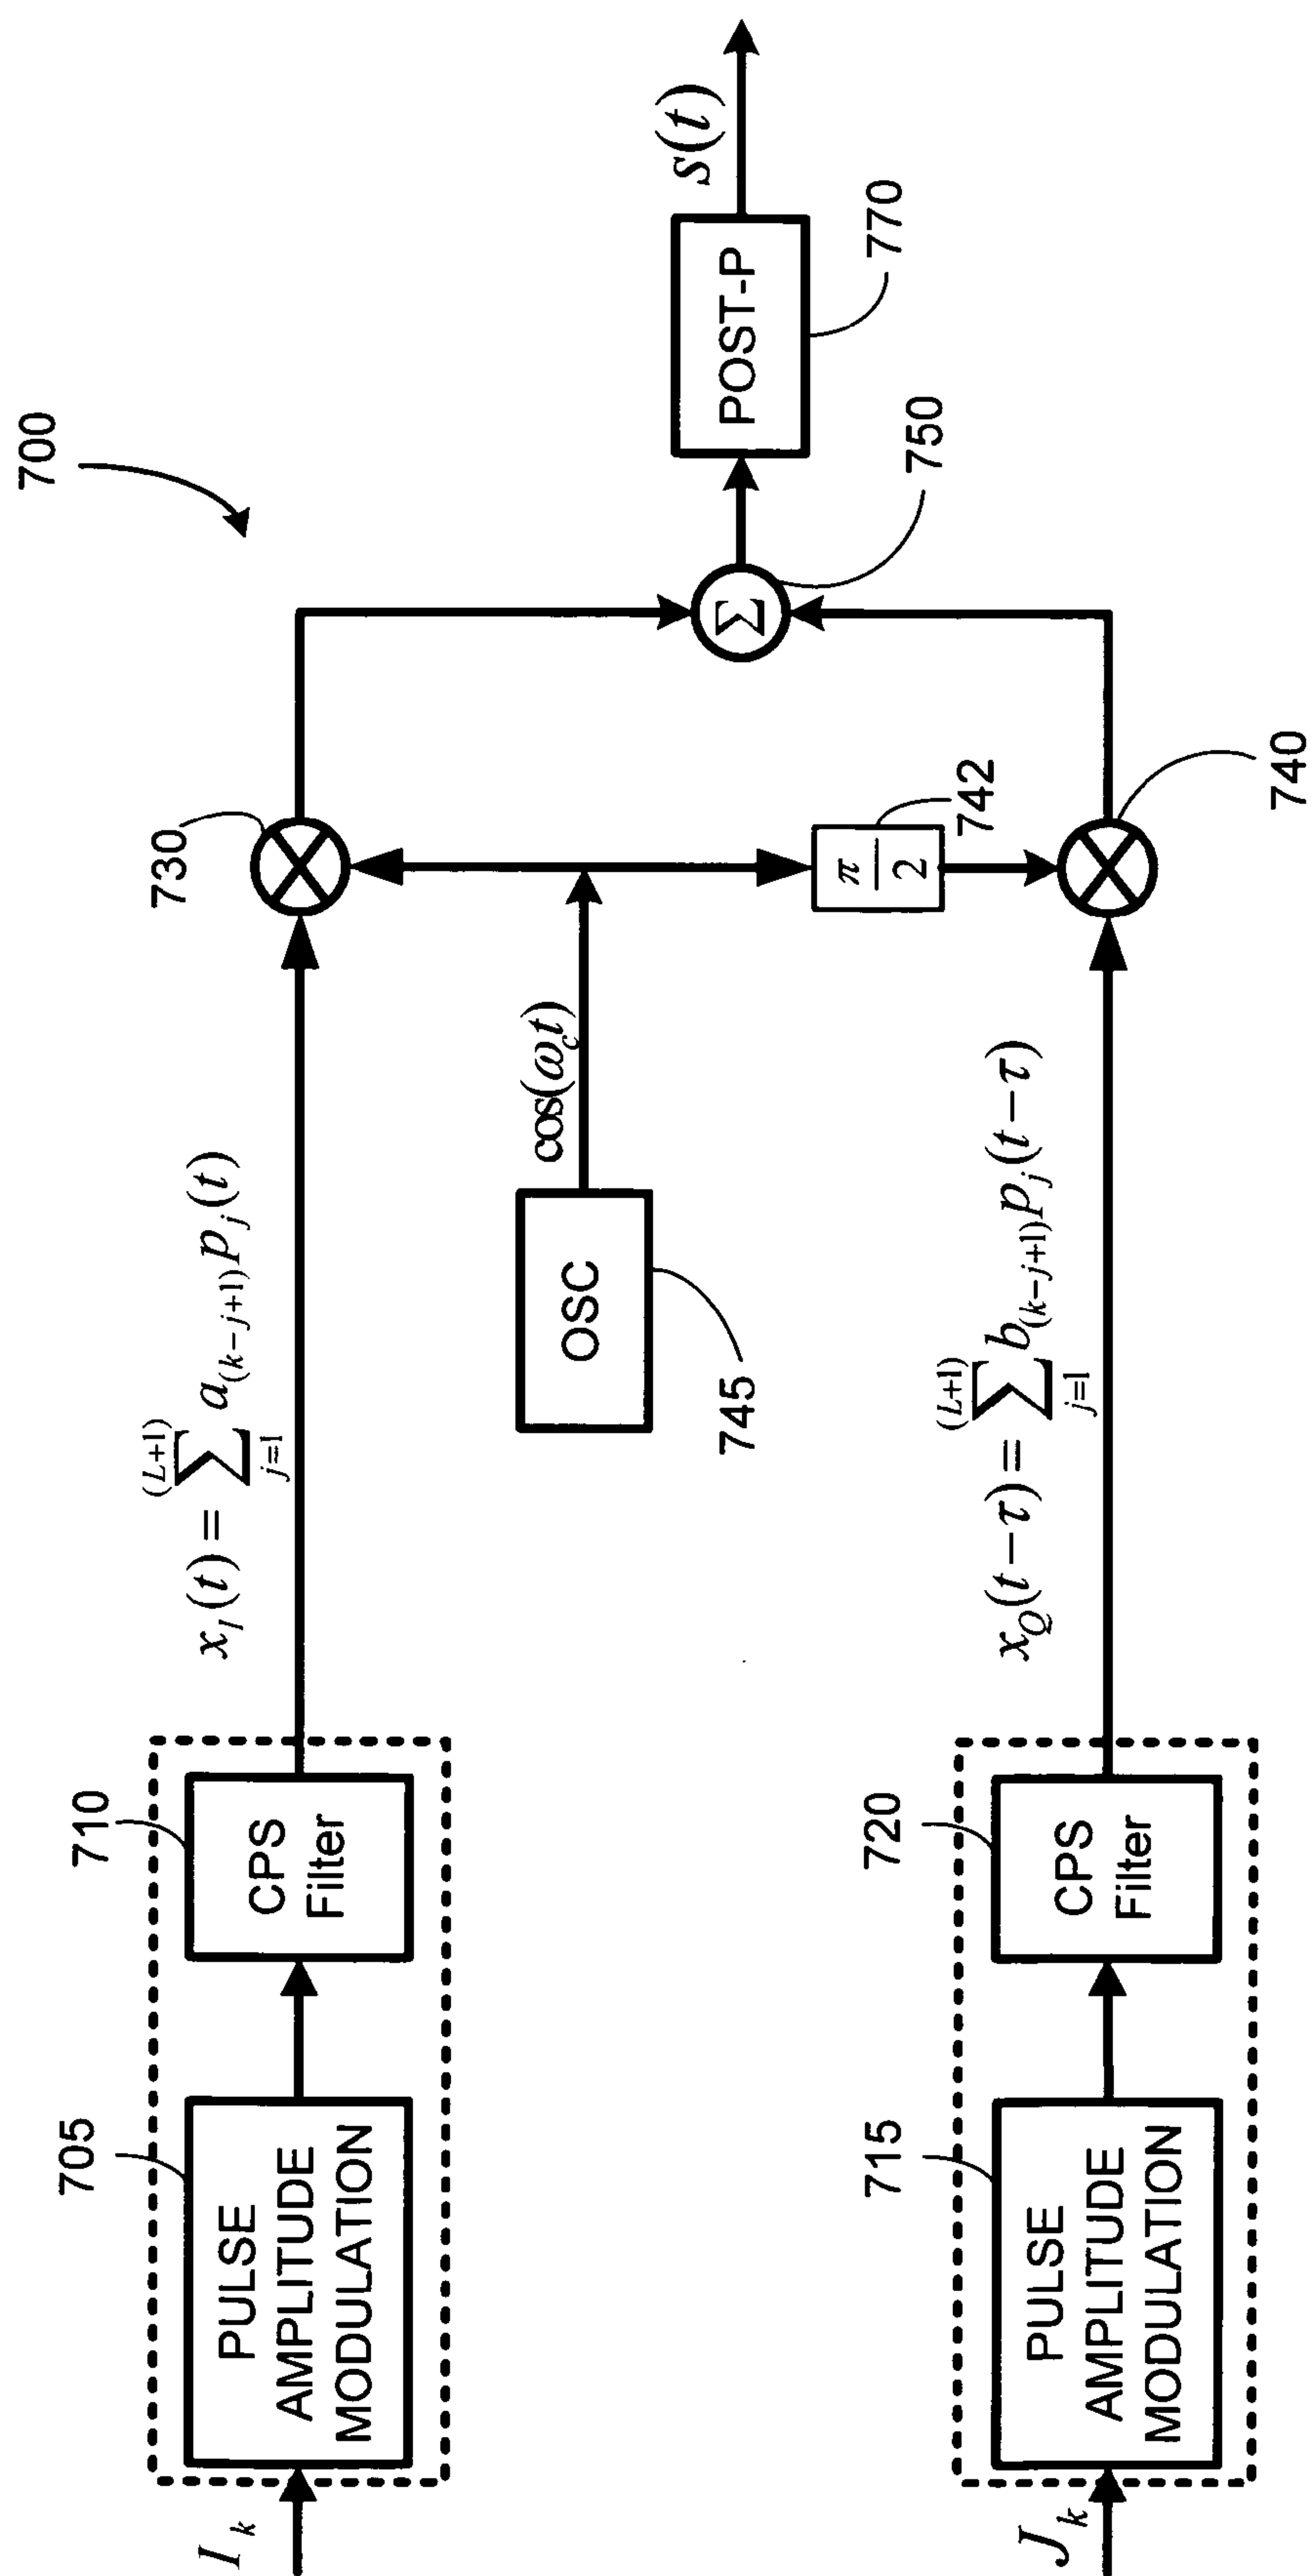 700
I_k
705
PULSE
AMPLITUDE
MODULATION
710
CPS
Filter
x_I(t) = \sum_{j=1}^{(L+1)} a_{(k-j+1)} p_j(t)
730
745
OSC
cos(ω_c t)
π
2
742
Σ
750
POST-P
770
s(t)
J_k
715
PULSE
AMPLITUDE
MODULATION
720
CPS
Filter
x_Q(t-τ) = \sum_{j=1}^{(L+1)} b_{(k-j+1)} p_j(t-τ)
740